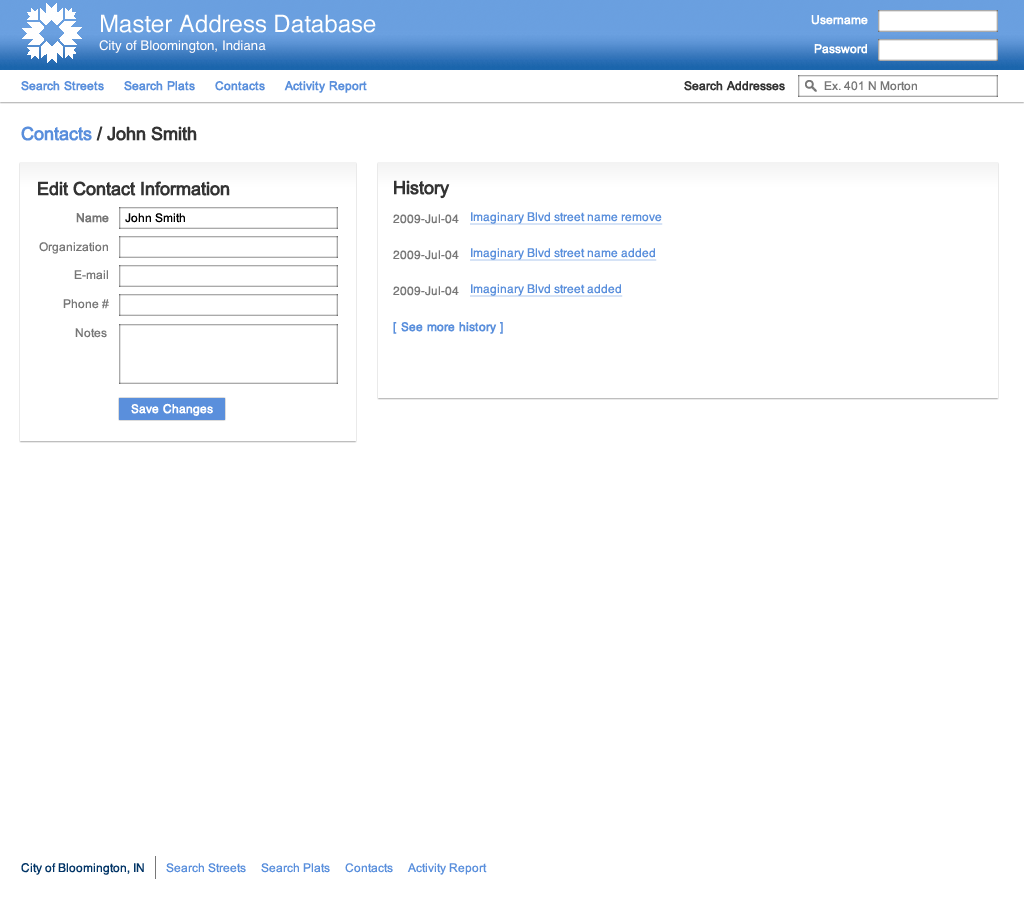 Master Address Database
City of Bloomington, Indiana
Username
Password
Search Streets Search Plats Contacts Activity Report Search Addresses Ex. 401 N Morton
Contacts / John Smith
Edit Contact Information
Name John Smith
Organization
E-mail
Phone #
Notes
Save Changes
History
2009-Jul-04 Imaginary Blvd street name remove
2009-Jul-04 Imaginary Blvd street name added
2009-Jul-04 Imaginary Blvd street added
[ See more history ]
City of Bloomington, IN Search Streets Search Plats Contacts Activity Report